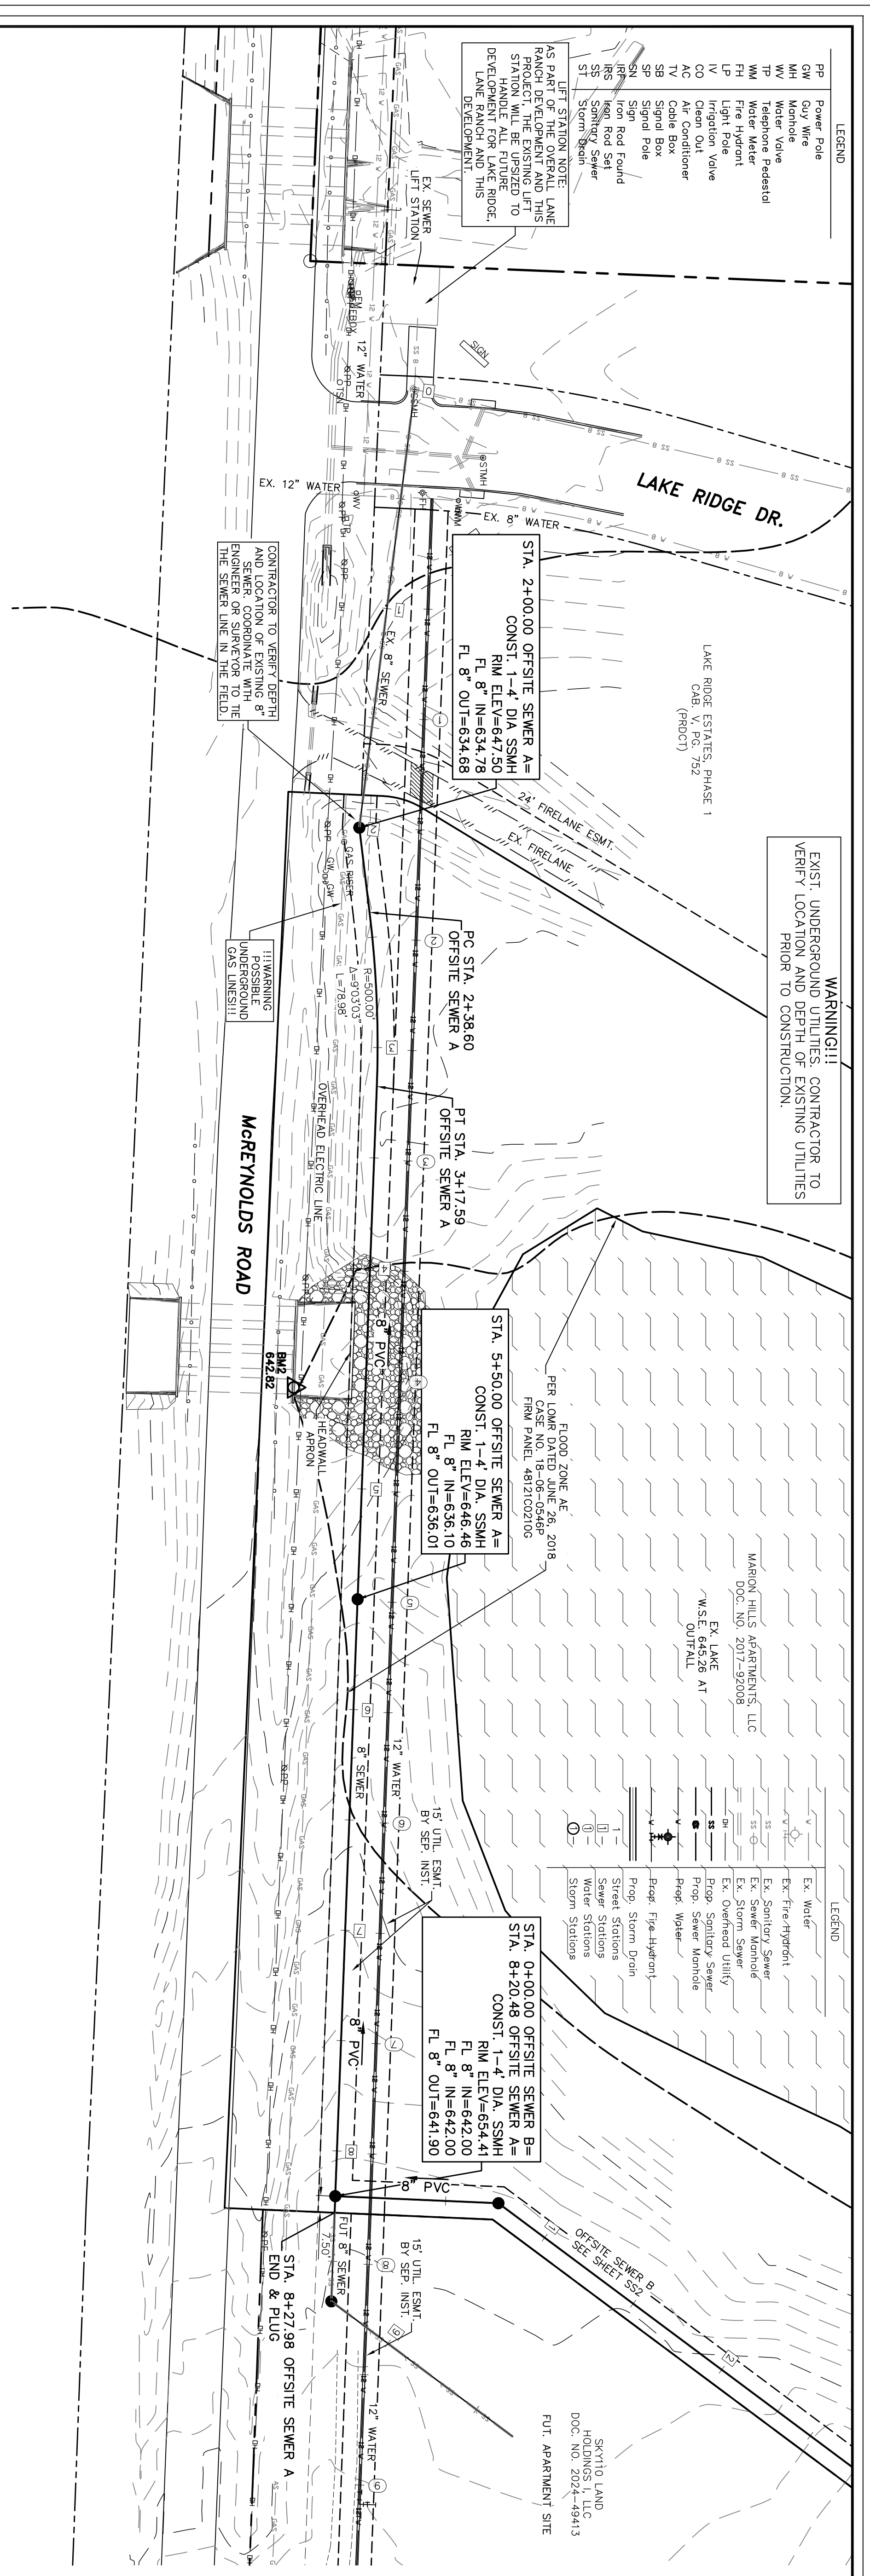 LEGEND
PP Power Pole
GW Guy Wire
MH Manhole
WV Water Valve
TP Telephone Pedestal
WM Water Meter
FH Fire Hydrant
LP Light Pole
IV Irrigation Valve
CO Clean Out
AC Air Conditioner
TV Cable Box
SB Signal Box
SP Signal Pole
SN Sign
IRF Iron Rod Found
IRS Iron Rod Set
SS Sanitary Sewer
ST Storm Drain
LIFT STATION NOTE:
AS PART OF THE OVERALL LANE
RANCH DEVELOPMENT AND THIS
PROJECT, THE EXISTING LIFT
STATION WILL BE UPSIZED TO
HANDLE ALL FUTURE
DEVELOPMENT FOR LAKE RIDGE,
LANE RANCH AND THIS
DEVELOPMENT.
EX. SEWER
LIFT STATION
SIGN
12" WATER
LAKE RIDGE DR.
EX. 12" WATER
EX. 8" WATER
SSMH
STMH
FH
WV
EX. 8" SEWER
CONTRACTOR TO VERIFY DEPTH
AND LOCATION OF EXISTING 8"
SEWER. COORDINATE WITH
ENGINEER OR SURVEYOR TO TIE
THE SEWER LINE IN THE FIELD.
STA. 2+00.00 OFFSITE SEWER A=
CONST. 1-4' DIA SSMH
RIM ELEV=647.50
FL 8" IN=634.78
FL 8" OUT=634.68
LAKE RIDGE ESTATES, PHASE 1
CAB. V, PG. 752
(PRDCT)
24' FIRELANE ESMT.
EX. FIRELANE
WARNING!!!
EXIST. UNDERGROUND UTILITIES. CONTRACTOR TO
VERIFY LOCATION AND DEPTH OF EXISTING UTILITIES
PRIOR TO CONSTRUCTION.
GAS RISER
GW
GW
!!!WARNING
POSSIBLE
UNDERGROUND
GAS LINES!!!
PC STA. 2+38.60
OFFSITE SEWER A
R=500.00'
Δ=9°03'03"
L=78.98'
PT STA. 3+17.59
OFFSITE SEWER A
OVERHEAD ELECTRIC LINE
McREYNOLDS ROAD
BM2
642.82
HEADWALL
APRON
8" PVC
STA. 5+50.00 OFFSITE SEWER A=
CONST. 1-4' DIA. SSMH
RIM ELEV=646.46
FL 8" IN=636.10
FL 8" OUT=636.01
FLOOD ZONE AE
PER LOMR DATED JUNE 26, 2018
CASE NO. 18-06-0546P
FIRM PANEL 48121C0210G
MARION HILLS APARTMENTS, LLC
DOC. NO. 2017-92008
EX. LAKE
W.S.E. 645.26 AT
OUTFALL
8" SEWER
12" WATER
15' UTIL. ESMT.
BY SEP. INST.
LEGEND
Ex. Water
Ex. Fire Hydrant
Ex. Sanitary Sewer
Ex. Sewer Manhole
Ex. Storm Sewer
Ex. Overhead Utility
Prop. Sanitary Sewer
Prop. Sewer Manhole
Prop. Water
Prop. Fire Hydrant
Prop. Storm Drain
Street Stations
Sewer Stations
Water Stations
Storm Stations
STA. 0+00.00 OFFSITE SEWER B=
STA. 8+20.48 OFFSITE SEWER A=
CONST. 1-4' DIA. SSMH
RIM ELEV=654.41
FL 8" IN=642.00
FL 8" IN=642.00
FL 8" OUT=641.90
8" PVC
8" PVC
OFFSITE SEWER B
SEE SHEET SS2
FUT 8" SEWER
7.50'
15' UTIL. ESMT.
BY SEP. INST.
STA. 8+27.98 OFFSITE SEWER A
END & PLUG
12" WATER
SKY110 LAND
HOLDINGS I, LLC
DOC. NO. 2024-49413
FUT. APARTMENT SITE